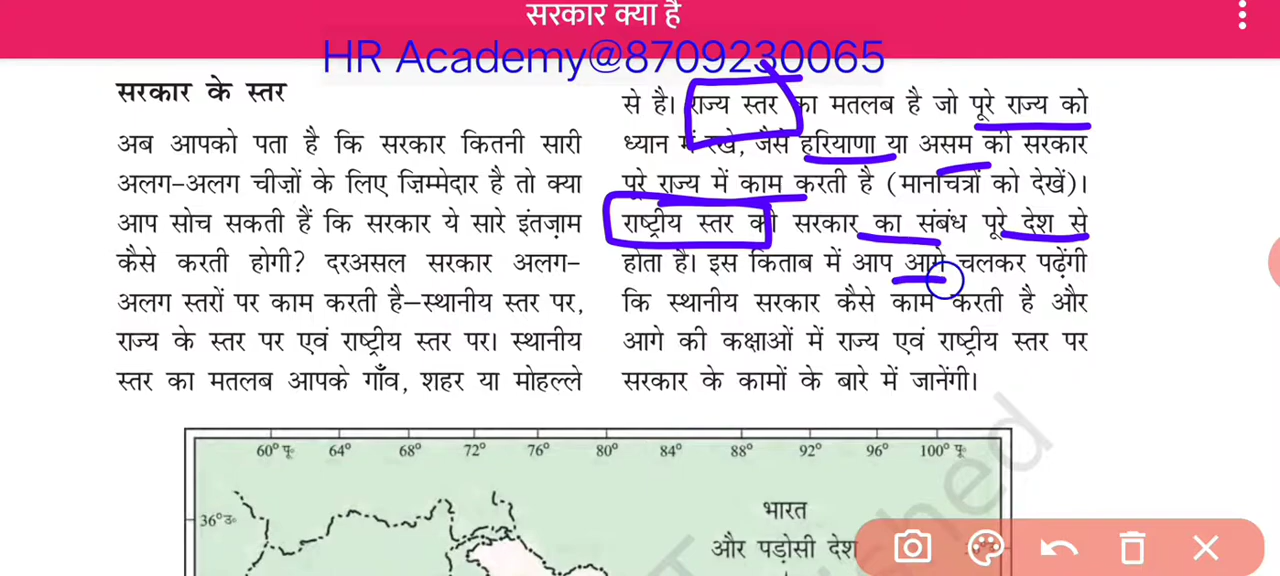 सरकार क्या है
HR Academy@8709230065
सरकार के स्तर
अब आपको पता है कि सरकार कितनी सारी
अलग-अलग चीज़ों के लिए ज़िम्मेदार है तो क्या
आप सोच सकती हैं कि सरकार ये सारे इंतज़ाम
कैसे करती होगी? दरअसल सरकार अलग-
अलग स्तरों पर काम करती है—स्थानीय स्तर पर,
राज्य के स्तर पर एवं राष्ट्रीय स्तर पर। स्थानीय
स्तर का मतलब आपके गाँव, शहर या मोहल्ले
से है। राज्य स्तर का मतलब है जो पूरे राज्य को
ध्यान में रखे, जैसे हरियाणा या असम की सरकार
पूरे राज्य में काम करती है (मानचित्रों को देखें)।
राष्ट्रीय स्तर की सरकार का संबंध पूरे देश से
होता है। इस किताब में आप आगे चलकर पढ़ेंगी
कि स्थानीय सरकार कैसे काम करती है और
आगे की कक्षाओं में राज्य एवं राष्ट्रीय स्तर पर
सरकार के कामों के बारे में जानेंगी।
60° पू. 64° 68° 72° 76° 80° 84° 88° 92° 96° 100° पू.
36° उ.
भारत
और पड़ोसी देश